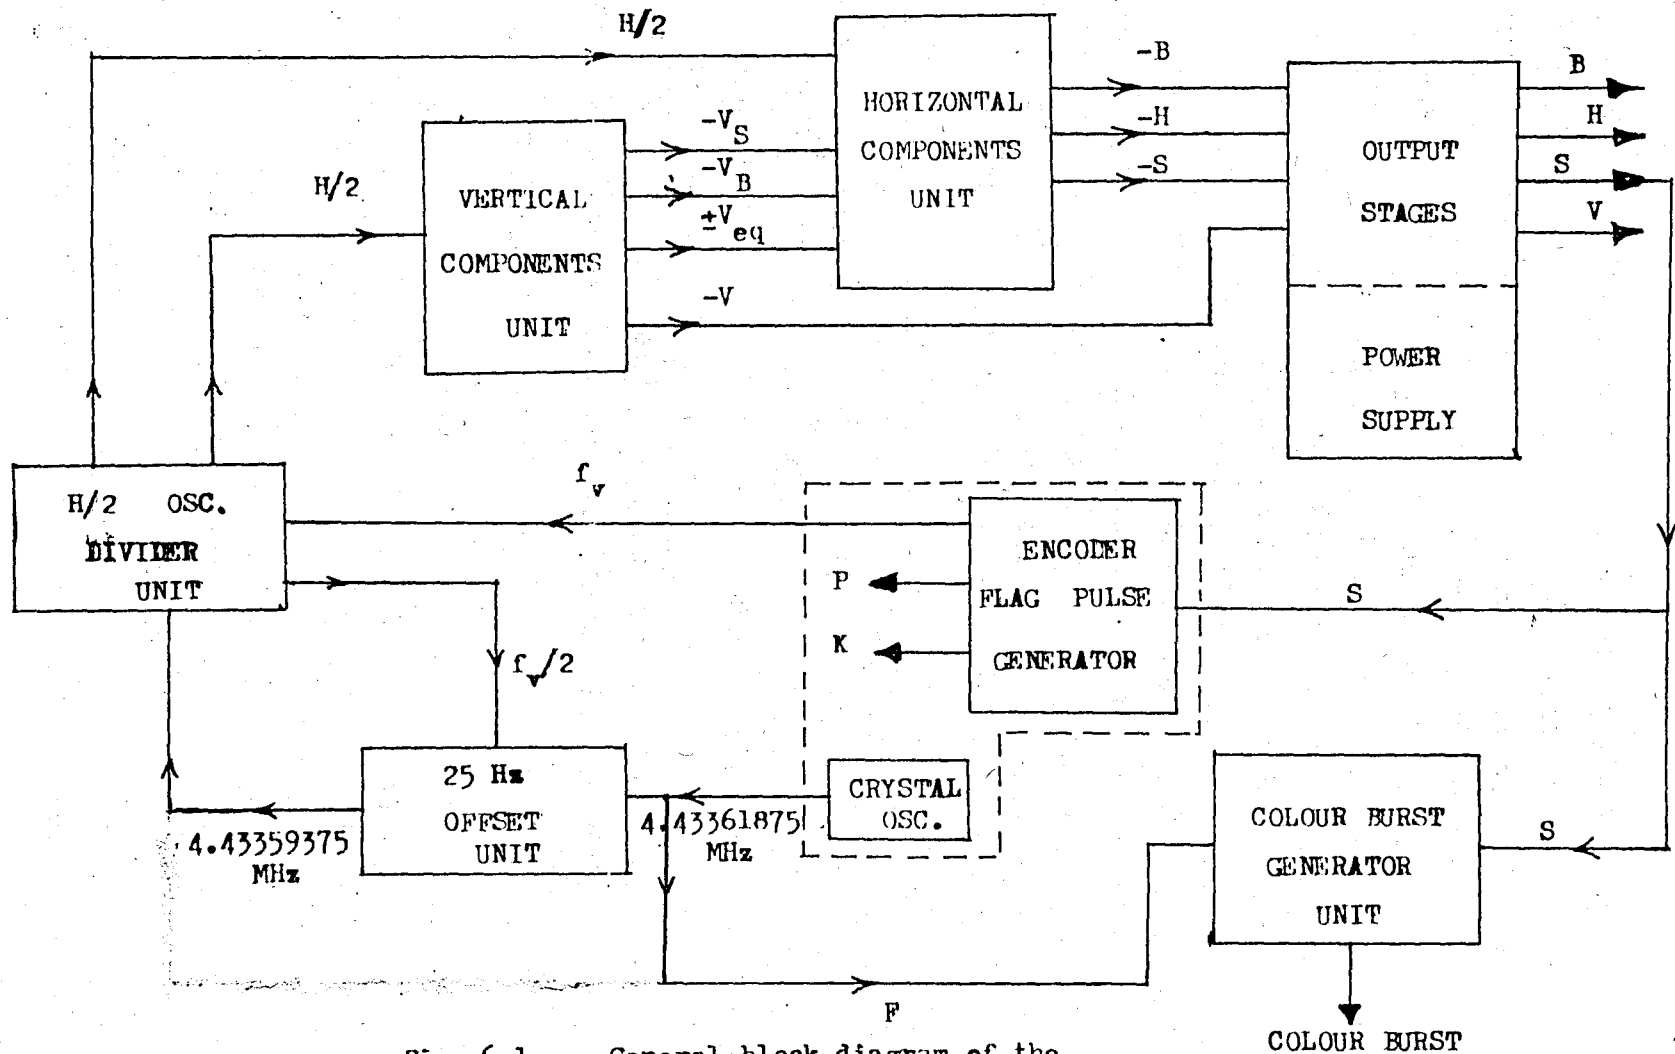 H/2
HORIZONTAL
COMPONENTS
UNIT
-B
-H
-S
OUTPUT
STAGES
POWER
SUPPLY
B
H
S
V
H/2
VERTICAL
COMPONENTS
UNIT
-V_S
-V_B
±V_eq
-V
H/2 OSC.
DIVIDER
UNIT
f_v
f_v/2
P
K
ENCODER
FLAG PULSE
GENERATOR
S
25 Hz
OFFSET
UNIT
4.43359375
MHz
4.43361875
MHz
CRYSTAL
OSC.
COLOUR BURST
GENERATOR
UNIT
S
F
COLOUR BURST
6.1 General block diagram of the